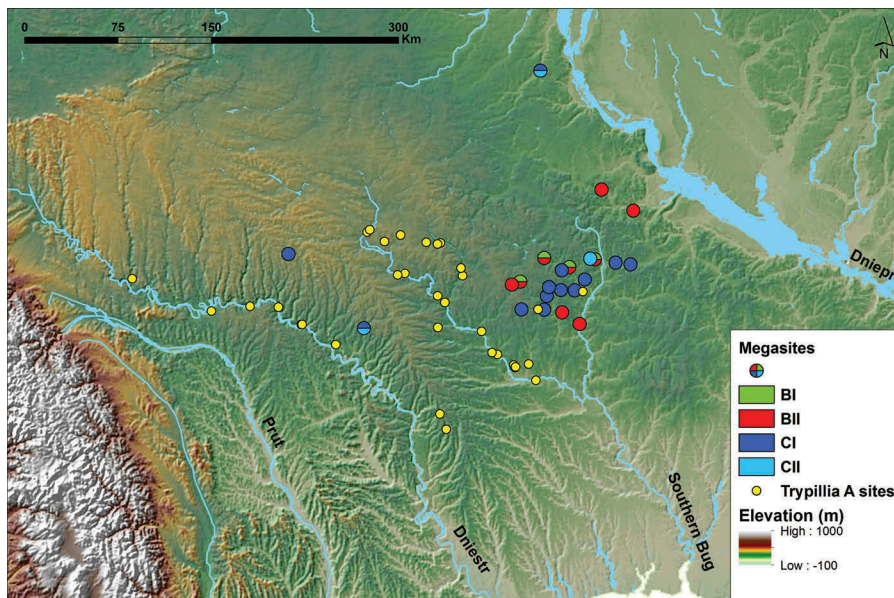 0 75 150 300
Km
N
Dniepr
Prut
Dniestr
Southern Bug
Megasites
BI
BII
CI
CII
Trypillia A sites
Elevation (m)
High : 1000
Low : -100